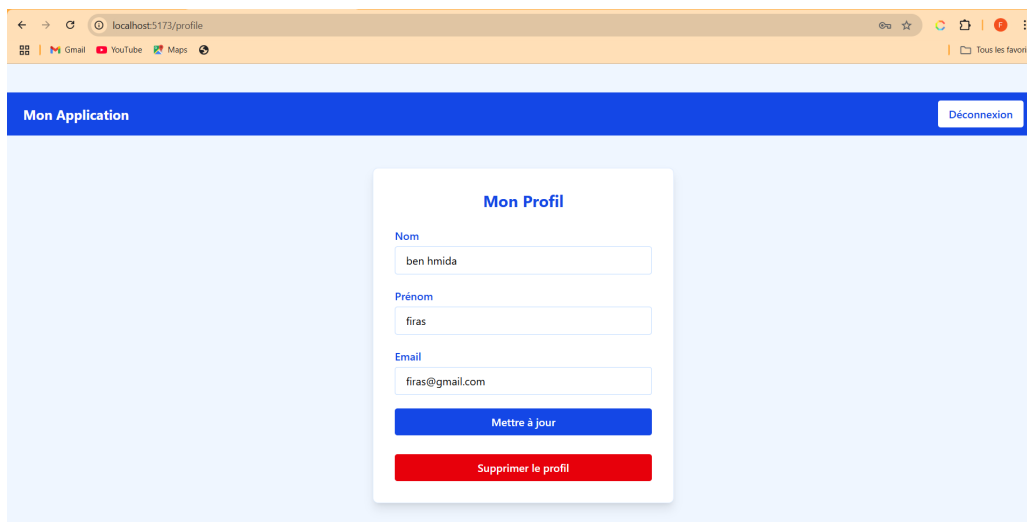 localhost:5173/profile
F
Gmail YouTube Maps Tous les favori
Mon Application Déconnexion
Mon Profil
Nom
ben hmida
Prénom
firas
Email
firas@gmail.com
Mettre à jour
Supprimer le profil